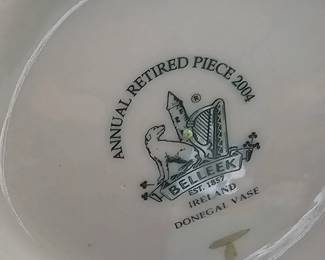 ANNUAL RETIRED PIECE 2004
®
BELLEEK
EST. 1857
IRELAND
DONEGAL VASE